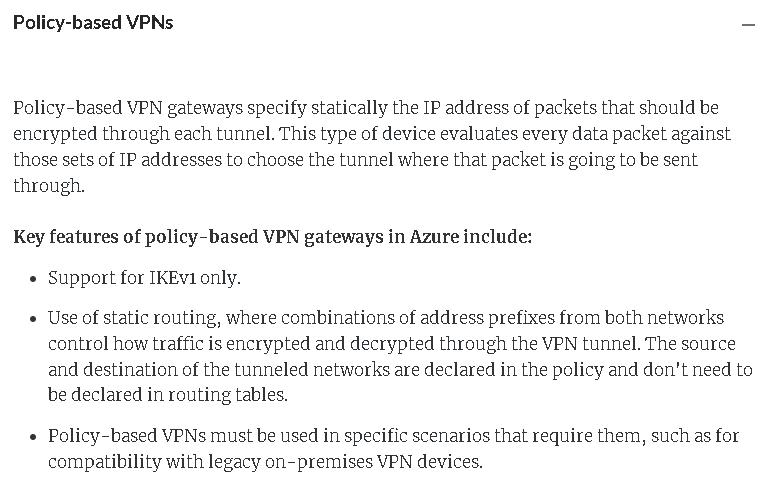 Policy-based VPNs
Policy-based VPN gateways specify statically the IP address of packets that should be
encrypted through each tunnel. This type of device evaluates every data packet against
those sets of IP addresses to choose the tunnel where that packet is going to be sent
through.
Key features of policy-based VPN gateways in Azure include:
• Support for IKEv1 only.
• Use of static routing, where combinations of address prefixes from both networks
control how traffic is encrypted and decrypted through the VPN tunnel. The source
and destination of the tunneled networks are declared in the policy and don't need to
be declared in routing tables.
• Policy-based VPNs must be used in specific scenarios that require them, such as for
compatibility with legacy on-premises VPN devices.